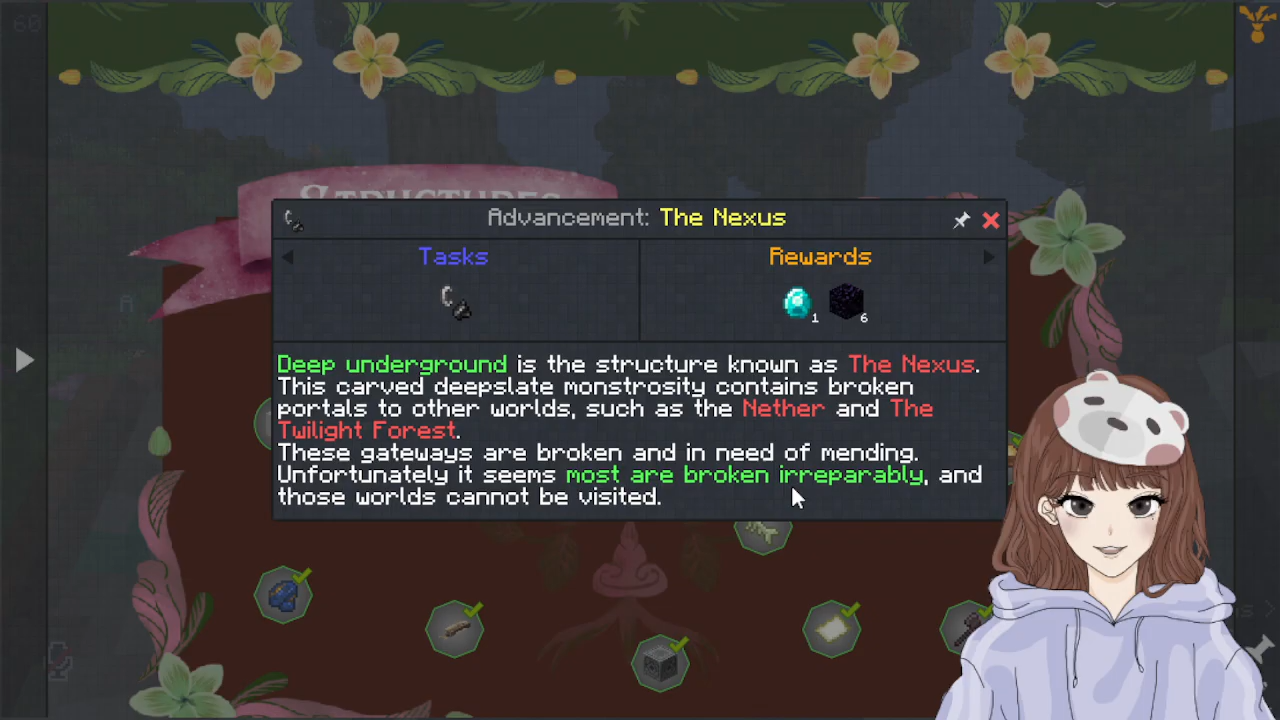 60
STRUCTURES
Advancement: The Nexus
Tasks
Rewards
1
6
Deep underground is the structure known as The Nexus.
This carved deepslate monstrosity contains broken
portals to other worlds, such as the Nether and The
Twilight Forest.
These gateways are broken and in need of mending.
Unfortunately it seems most are broken irreparably, and
those worlds cannot be visited.